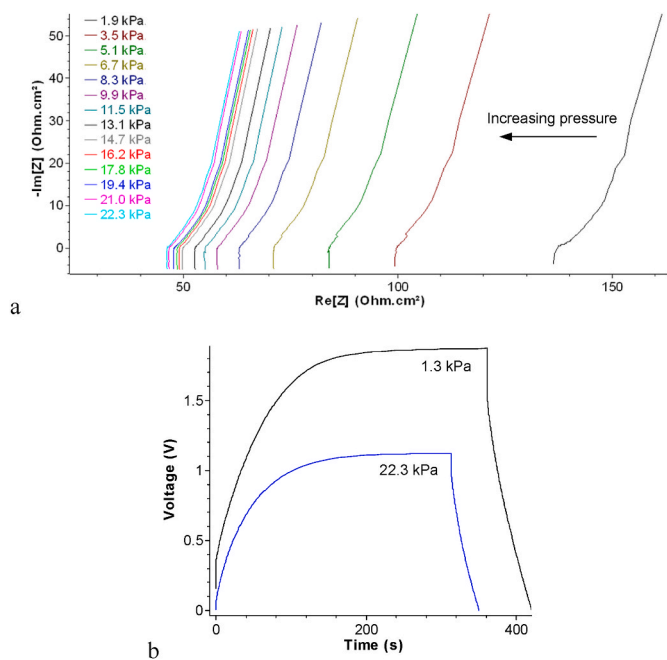 1.9 kPa
3.5 kPa
5.1 kPa
6.7 kPa
8.3 kPa
9.9 kPa
11.5 kPa
13.1 kPa
14.7 kPa
16.2 kPa
17.8 kPa
19.4 kPa
21.0 kPa
22.3 kPa
Increasing pressure
-Im[Z] (Ohm.cm²)
50
40
30
20
10
0
50
100
150
Re[Z] (Ohm.cm²)
a
1.3 kPa
22.3 kPa
Voltage (V)
1.5
1
0.5
0
0
200
400
Time (s)
b